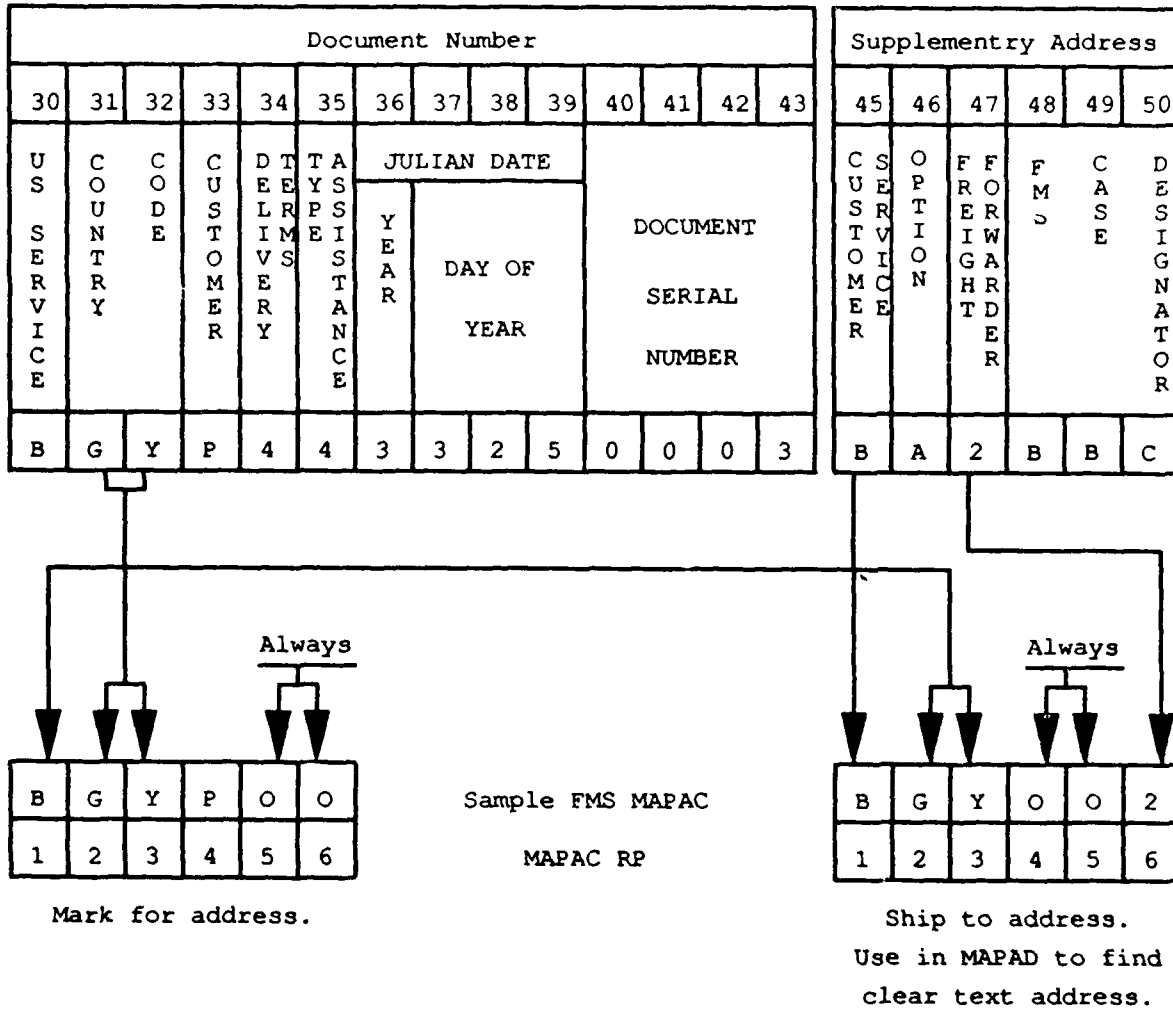 Document Number
Supplementry Address
30 31 32 33 34 35 36 37 38 39 40 41 42 43
45 46 47 48 49 50
US SERVICE
COUNTRY CODE
CUSTOMER
DELIVERY TERMS
TYPE ASSISTANCE
JULIAN DATE
YEAR
DAY OF
YEAR
DOCUMENT
SERIAL
NUMBER
CUSTOMER SERVICE
OPTION
FREIGHT FORWARDER
FMS CASE DESIGNATOR
B G Y P 4 4 3 3 2 5 0 0 0 3
B A 2 B B C
Always
Always
B G Y P O O
Sample FMS MAPAC
B G Y O O 2
1 2 3 4 5 6
MAPAC RP
1 2 3 4 5 6
Mark for address.
Ship to address.
Use in MAPAD to find
clear text address.